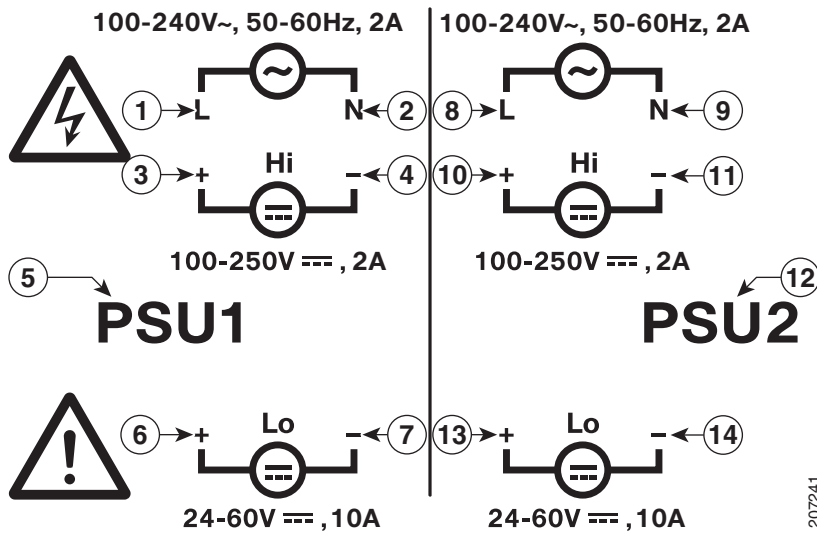 100-240V~, 50-60Hz, 2A
1 L N 2
3 + Hi - 4
100-250V ⎓ , 2A
5
PSU1
6 + Lo - 7
24-60V ⎓ , 10A
100-240V~, 50-60Hz, 2A
8 L N 9
10 + Hi - 11
100-250V ⎓ , 2A
12
PSU2
13 + Lo - 14
24-60V ⎓ , 10A
207241